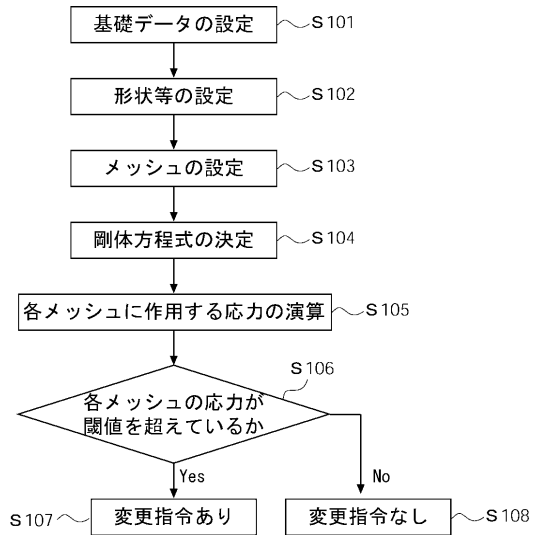 基礎データの設定 S101
形状等の設定 S102
メッシュの設定 S103
剛体方程式の決定 S104
各メッシュに作用する応力の演算 S105
S106
各メッシュの応力が
閾値を超えているか
Yes
No
S107 変更指令あり
変更指令なし S108